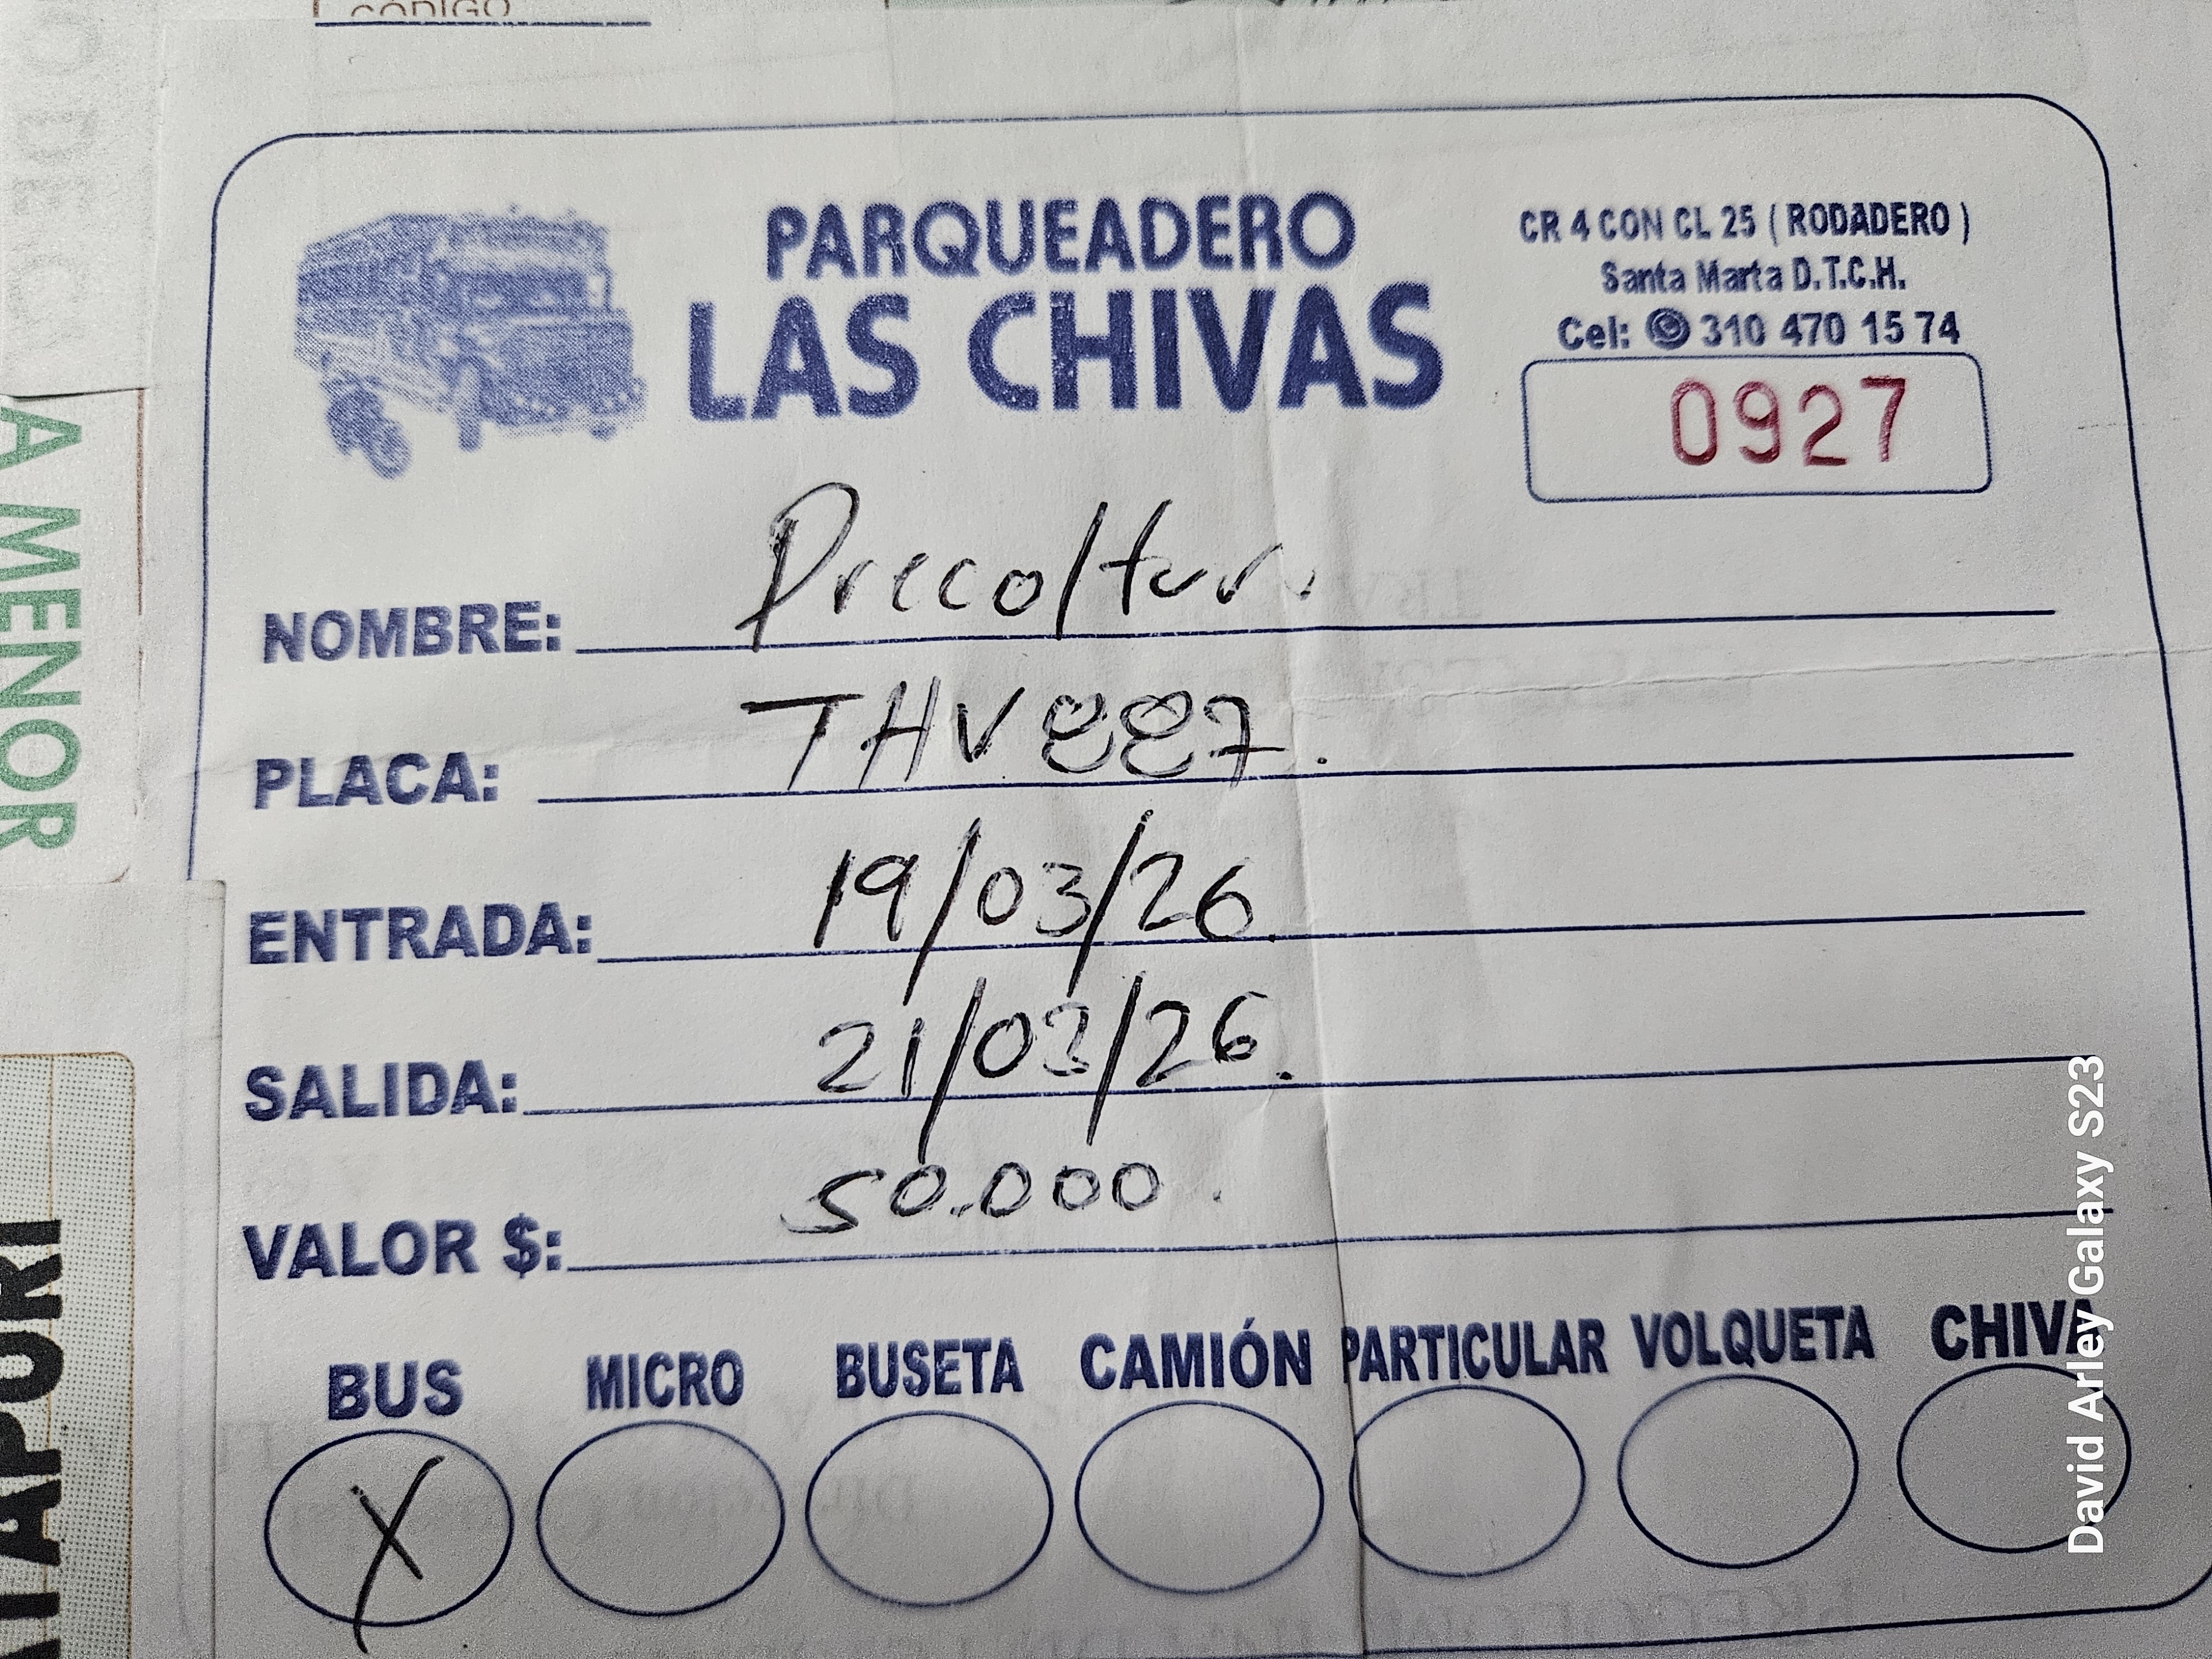 CÓDIGO
PARQUEADERO
LAS CHIVAS
CR 4 CON CL 25 ( RODADERO )
Santa Marta D.T.C.H.
Cel: 310 470 15 74
0927
NOMBRE: Precoltur.
PLACA: THV887.
ENTRADA: 19/03/26.
SALIDA: 21/03/26.
VALOR $: 50.000.
BUS MICRO BUSETA CAMIÓN PARTICULAR VOLQUETA CHIVA
X
A MENOR
David Arley Galaxy S23